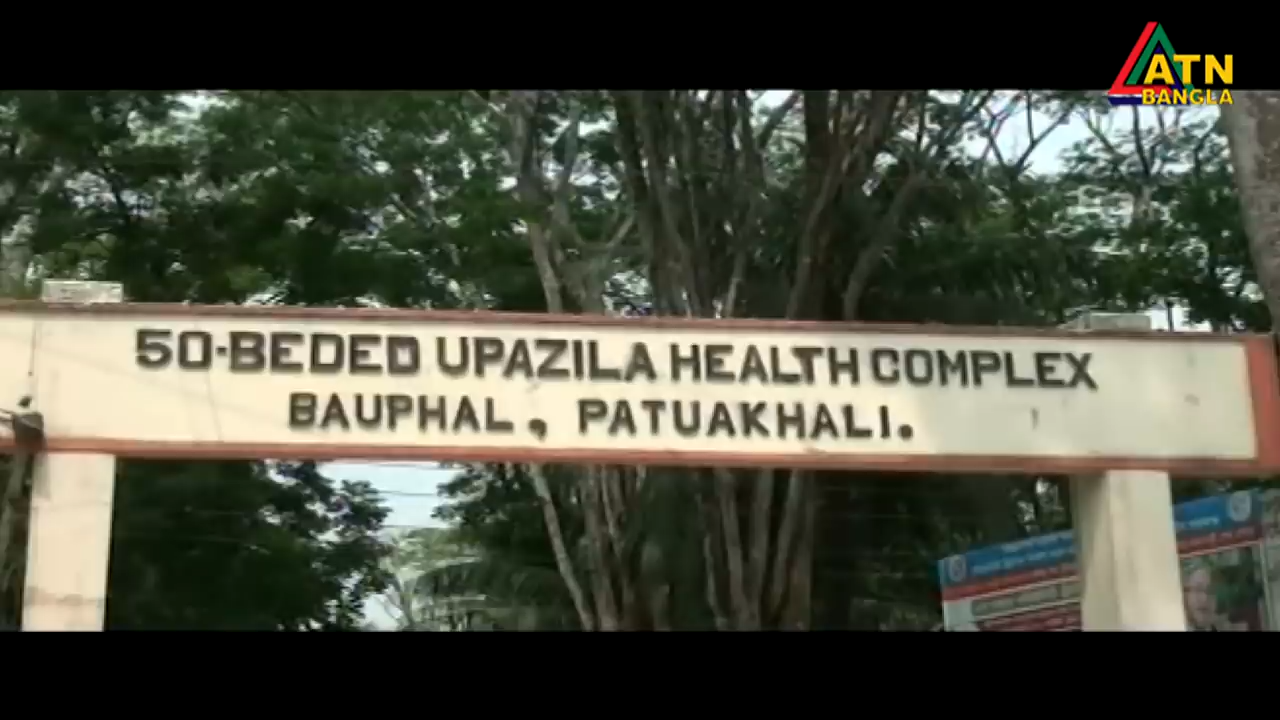 ATN
BANGLA
50-BEDED UPAZILA HEALTH COMPLEX
BAUPHAL, PATUAKHALI.